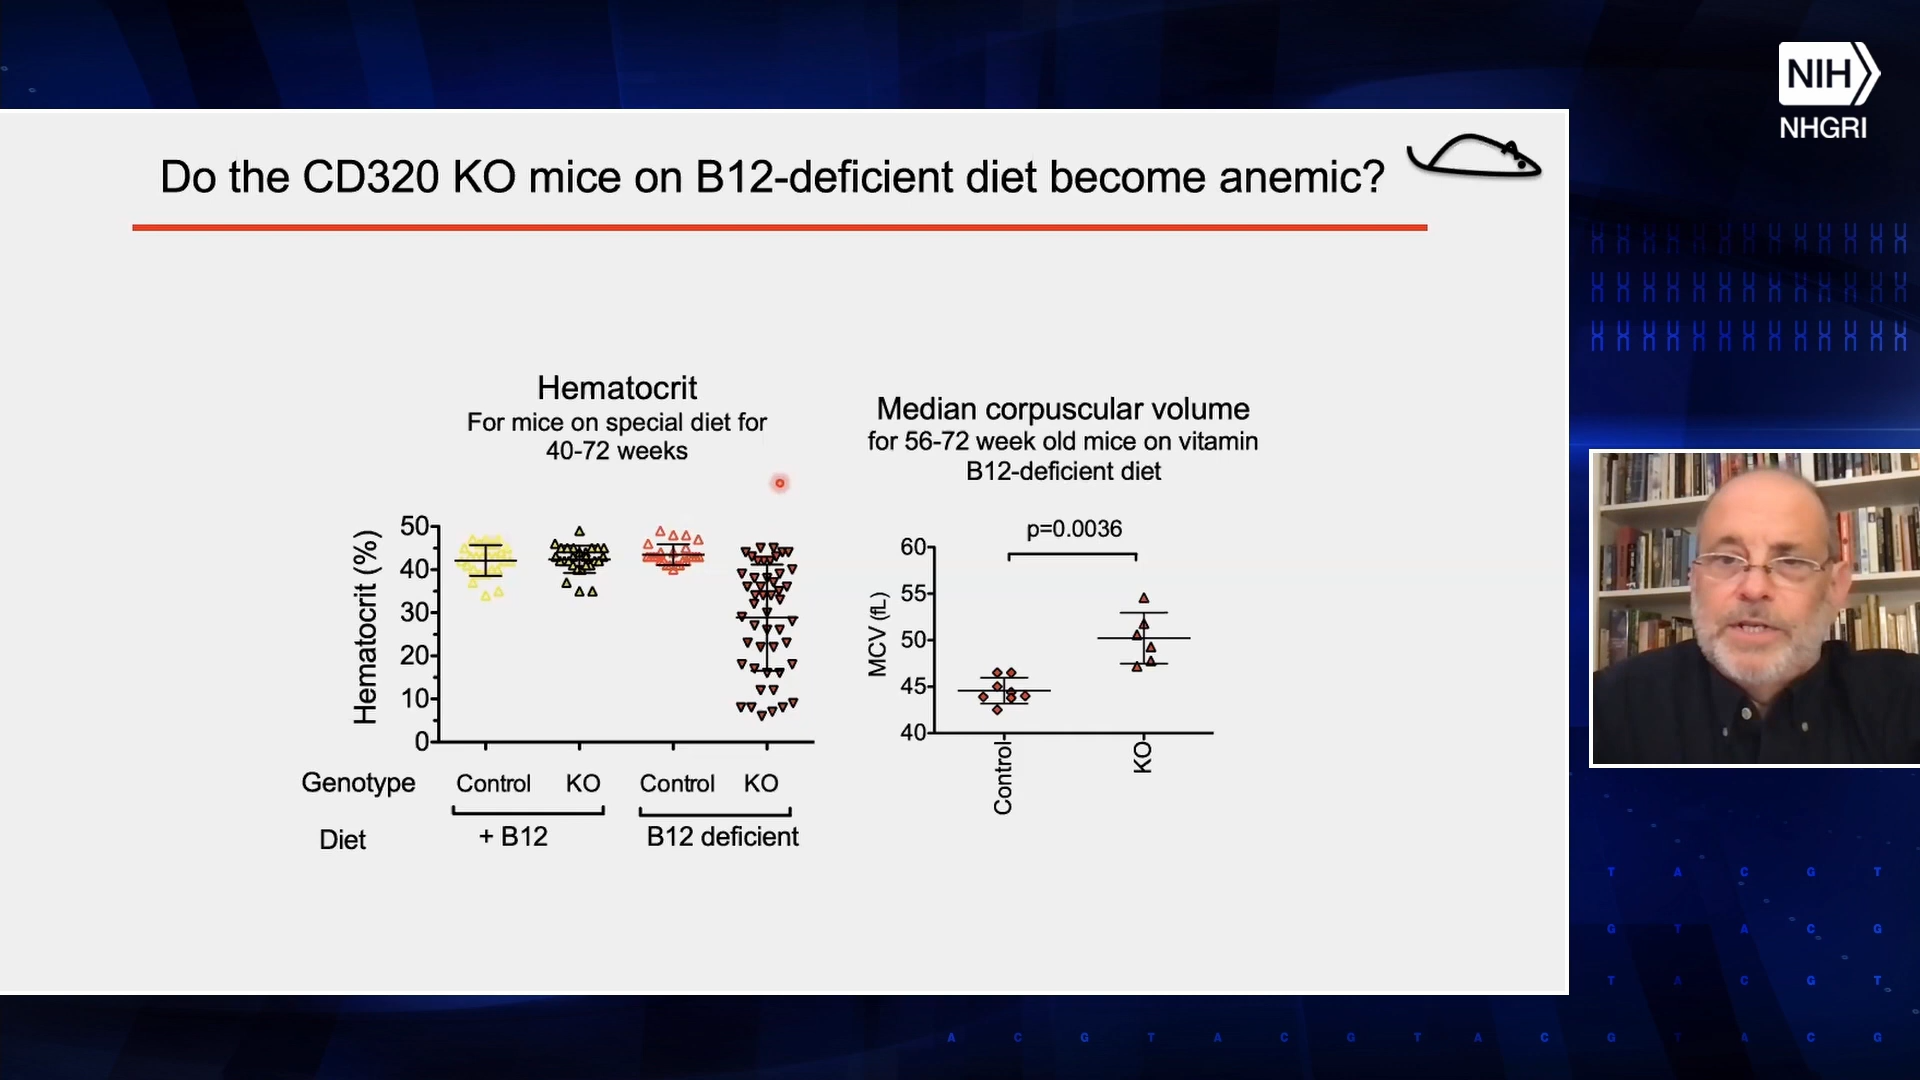 NIH
NHGRI
Do the CD320 KO mice on B12-deficient diet become anemic?
Hematocrit
For mice on special diet for
40-72 weeks
Hematocrit (%)
50
40
30
20
10
0
Genotype Control KO Control KO
Diet + B12 B12 deficient
Median corpuscular volume
for 56-72 week old mice on vitamin
B12-deficient diet
p=0.0036
MCV (fL)
60
55
50
45
40
Control KO
T A C G T
G T A C G
T A C G T
A C G T A C G T A C G T A C G